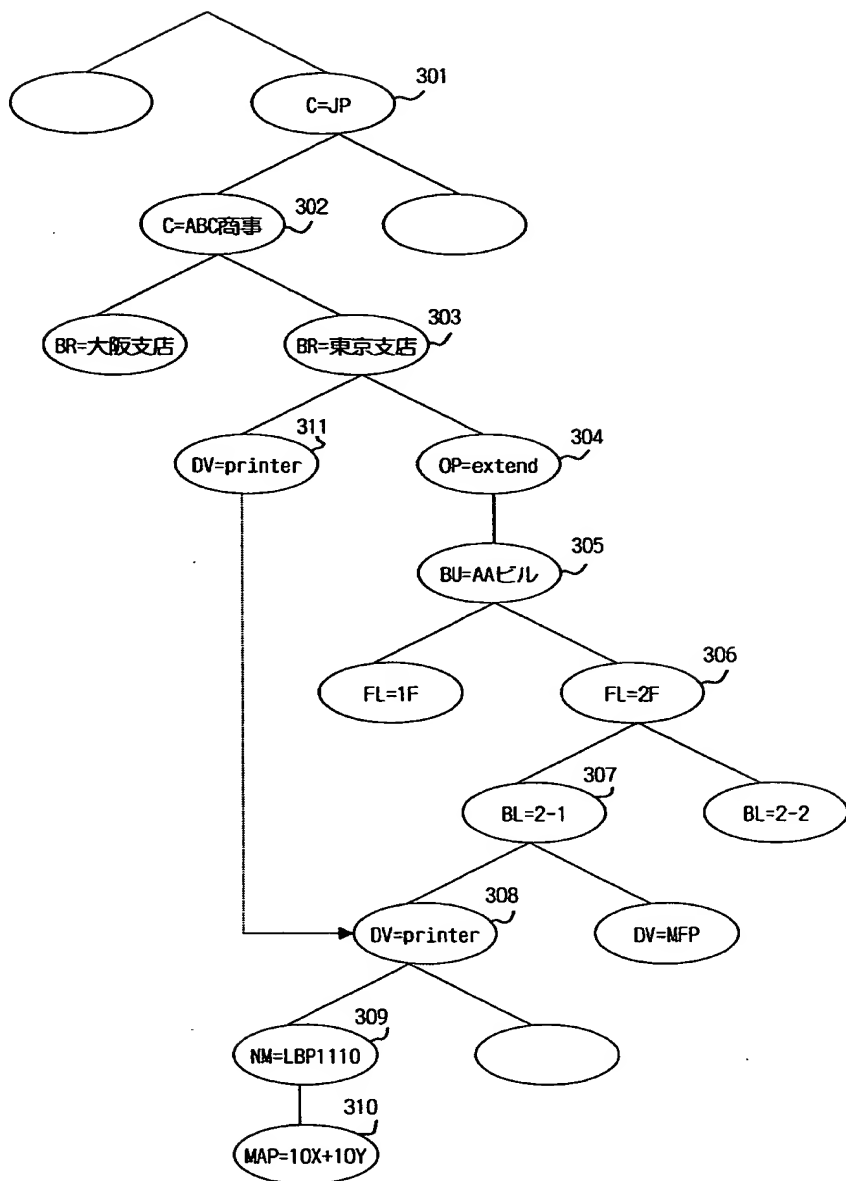 301
C=JP
302
C=ABC商事
303
BR=大阪支店
BR=東京支店
311
304
DV=printer
OP=extend
305
BU=AAビル
306
FL=1F
FL=2F
307
BL=2-1
BL=2-2
308
DV=printer
DV=MFP
309
NM=LBP1110
310
MAP=10X+10Y